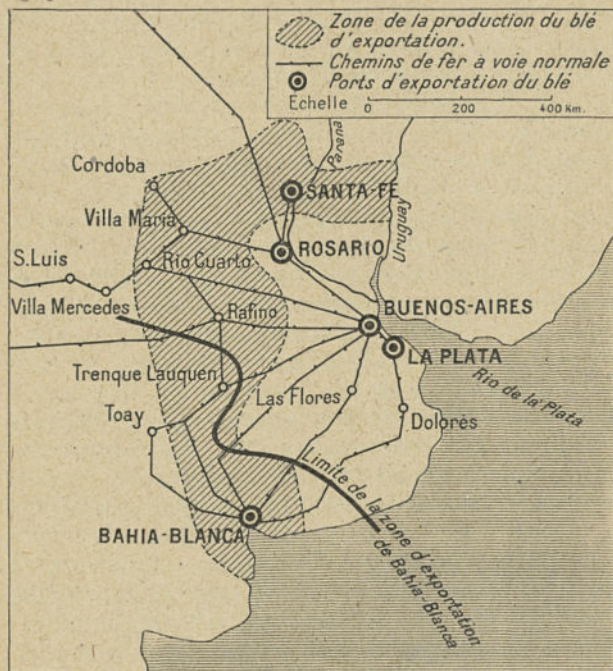 Zone de la production du blé
d'exportation.
Chemins de fer à voie normale
Ports d'exportation du blé
Echelle 0 200 400 Km.
Cordoba
Parana
SANTA-FÉ
Villa Maria
Uruguay
ROSARIO
S. Luis
Rio Cuarto
Villa Mercedes
BUENOS-AIRES
Rafino
LA PLATA
Trenque Lauquen
Rio de la Plata
Las Flores
Toay
Dolorès
BAHIA-BLANCA
Limite de la zone d'exportation
de Bahia-Blanca